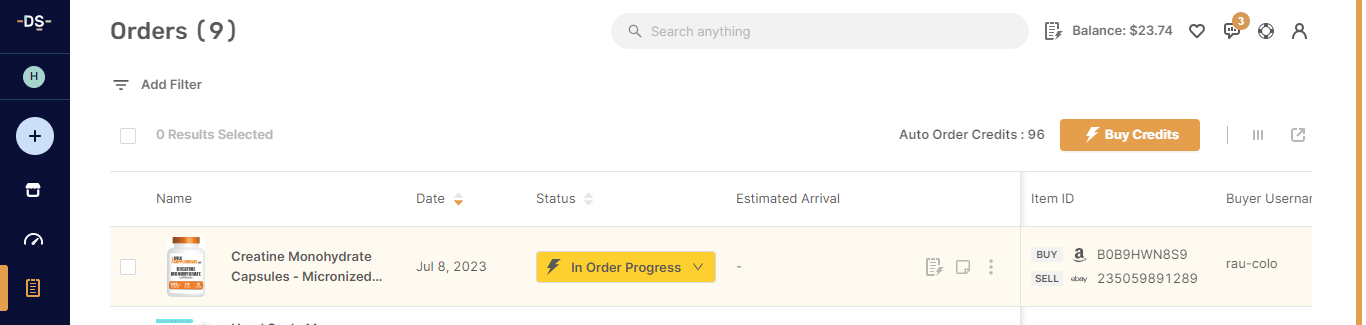 DS
Orders (9)
Search anything
Balance: $23.74
3
H
Add Filter
0 Results Selected
Auto Order Credits : 96
Buy Credits
Name
Date
Status
Estimated Arrival
Item ID
Buyer Usernar
CREATINE
MONOHYDRATE
Creatine Monohydrate
Capsules - Micronized...
Jul 8, 2023
In Order Progress
-
BUY
a
B0B9HWN8S9
SELL
ebay
235059891289
rau-colo